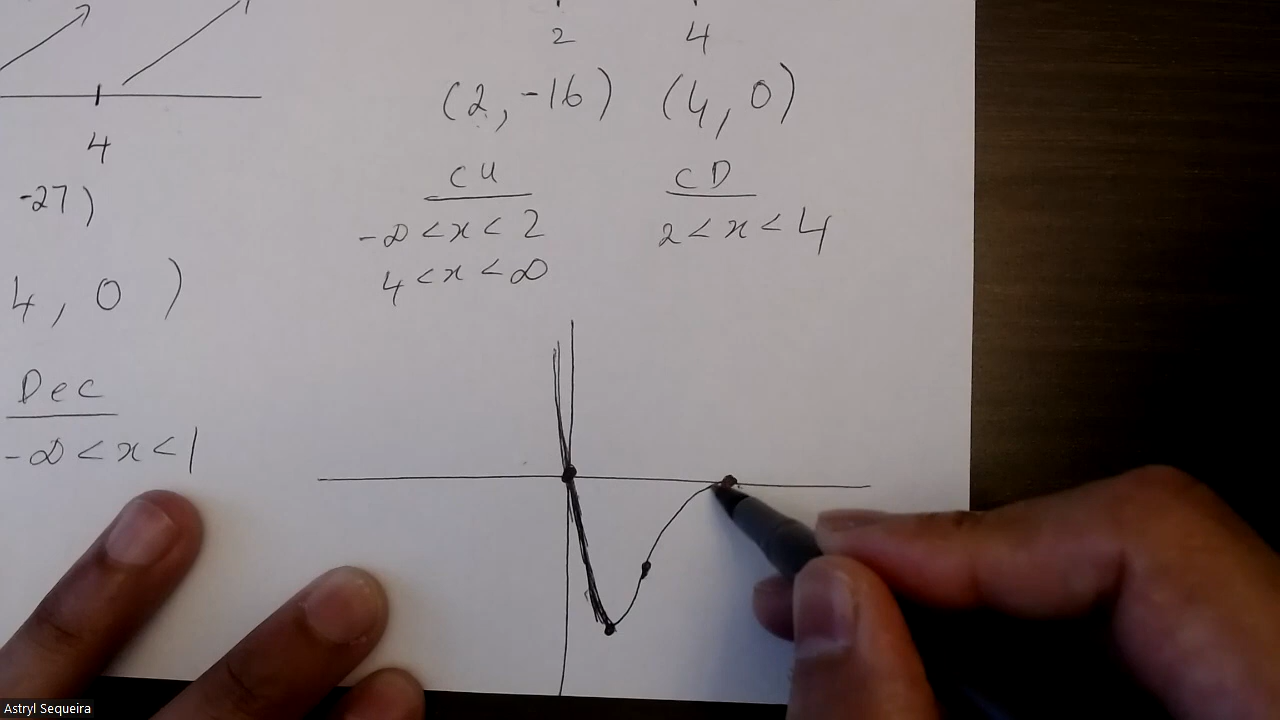 2 4
(2, -16) (4, 0)
CU CD
-∞ < x < 2 2 < x < 4
4 < x < ∞
4
-27)
4, 0 )
Dec
-∞ < x < 1
Astryl Sequeira